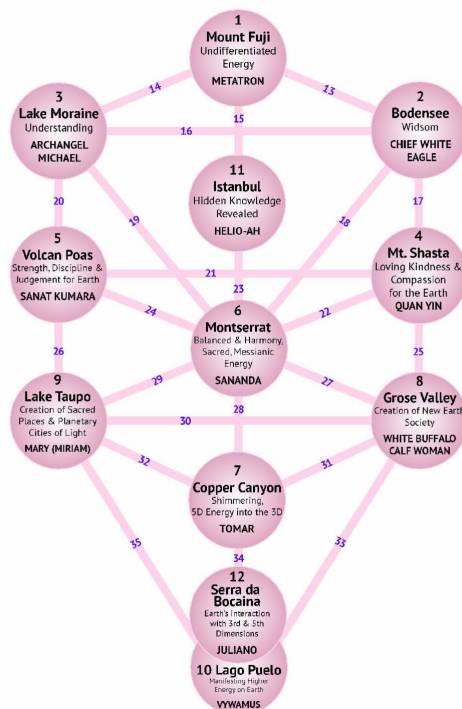 1
Mount Fuji
Undifferentiated
Energy
METATRON
14
13
3
Lake Moraine
Understanding
ARCHANGEL
MICHAEL
15
16
2
Bodensee
Widsom
CHIEF WHITE
EAGLE
11
Istanbul
Hidden Knowledge
Revealed
HELIO-AH
20
19
18
17
5
Volcan Poas
Strength, Discipline &
Judgement for Earth
SANAT KUMARA
21
23
4
Mt. Shasta
Loving Kindness &
Compassion
for the Earth
QUAN YIN
24
22
6
Montserrat
Balanced & Harmony,
Sacred, Messianic
Energy
SANANDA
26
25
29
27
28
9
Lake Taupo
Creation of Sacred
Places & Planetary
Cities of Light
MARY (MIRIAM)
30
8
Grose Valley
Creation of New Earth
Society
WHITE BUFFALO
CALF WOMAN
32
31
7
Copper Canyon
Shimmering,
5D Energy into the 3D
TOMAR
35
33
34
12
Serra da
Bocaina
Earth's interaction
with 3rd & 5th
Dimensions
JULIANO
10 Lago Puelo
Manifesting Higher
Energy on Earth
VYWAMUS